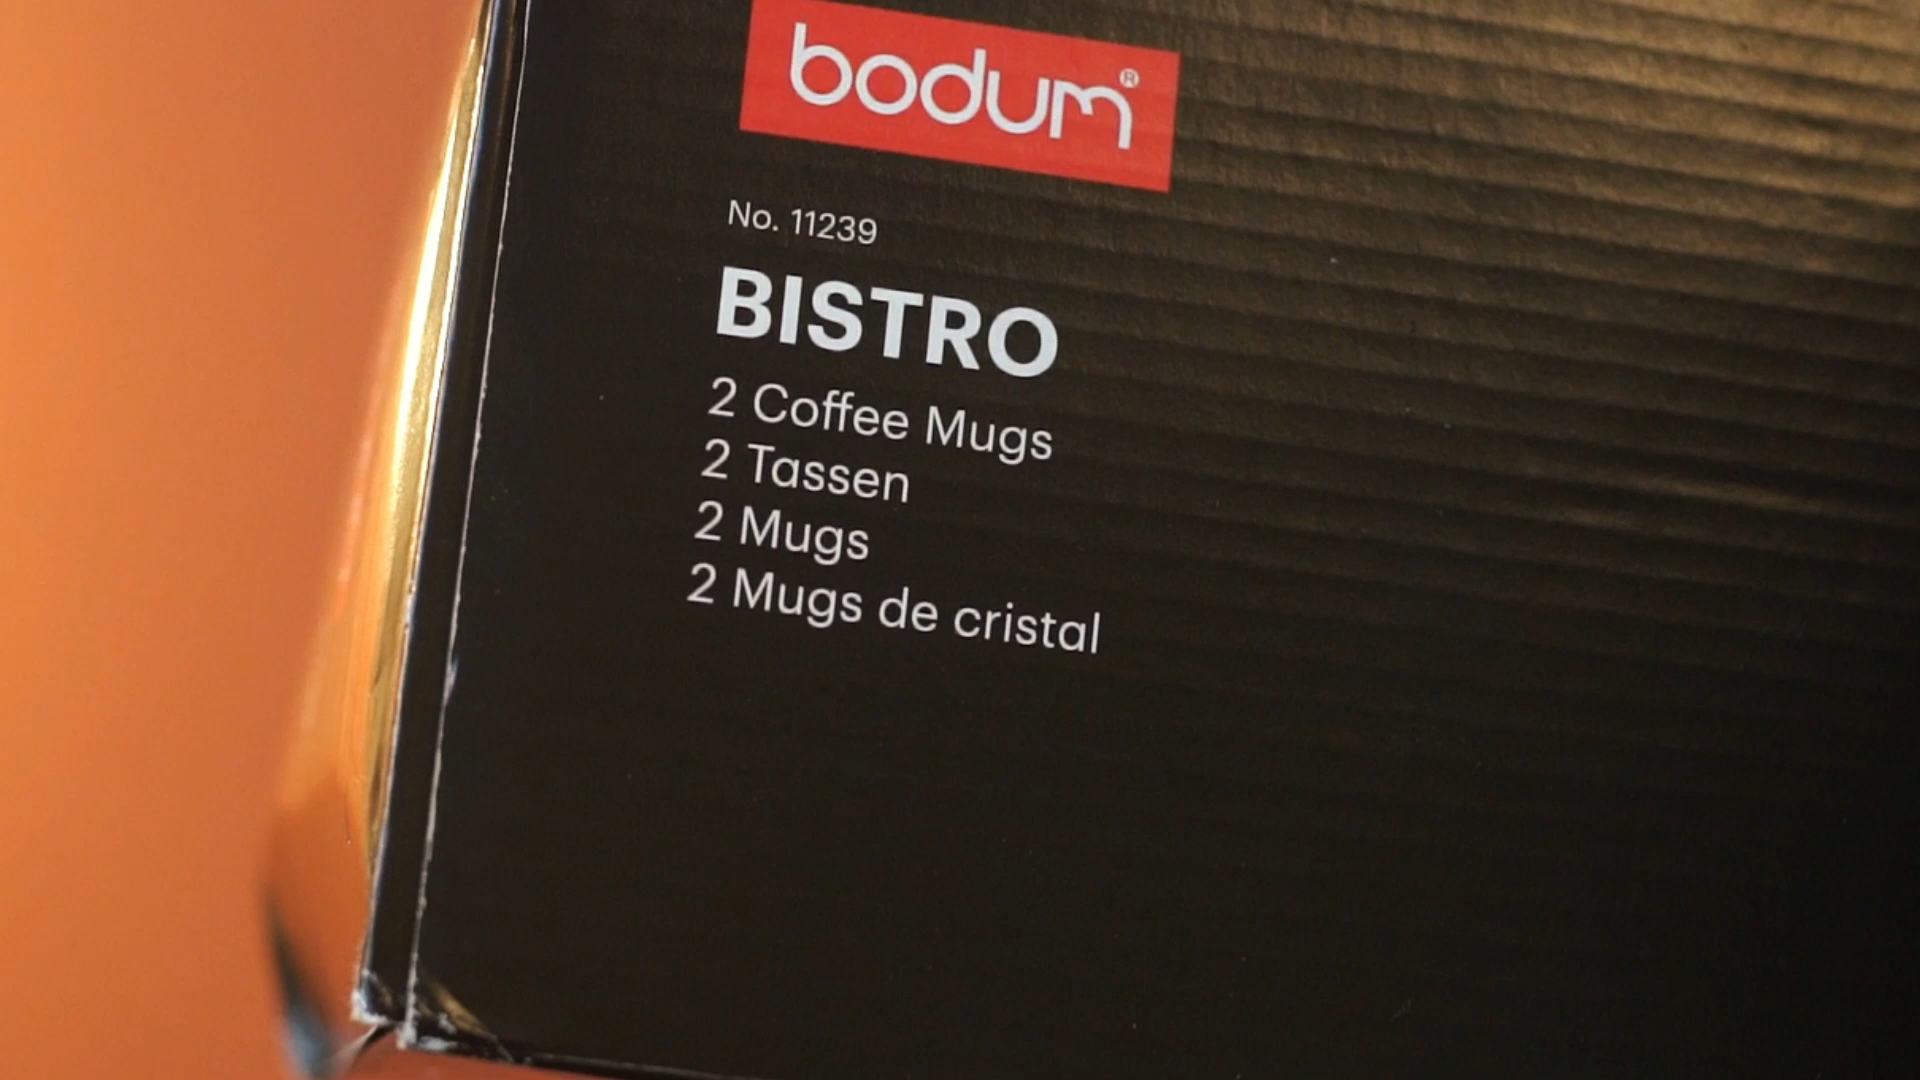 bodum®
No. 11239
BISTRO
2 Coffee Mugs
2 Tassen
2 Mugs
2 Mugs de cristal